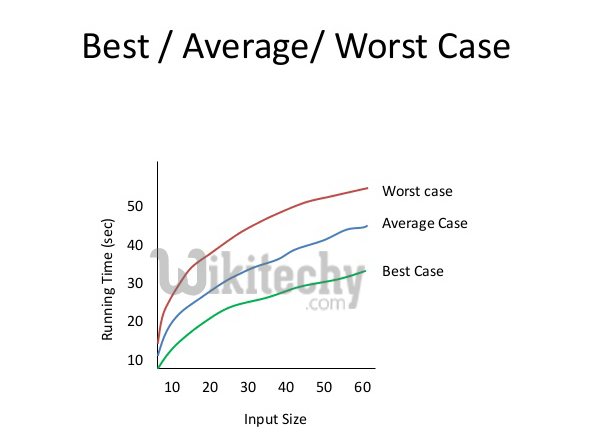 Best / Average/ Worst Case
Worst case
50
Average Case
40
Running Time (sec)
Wikitechy
.com
Best Case
30
20
10
10 20 30 40 50 60
Input Size